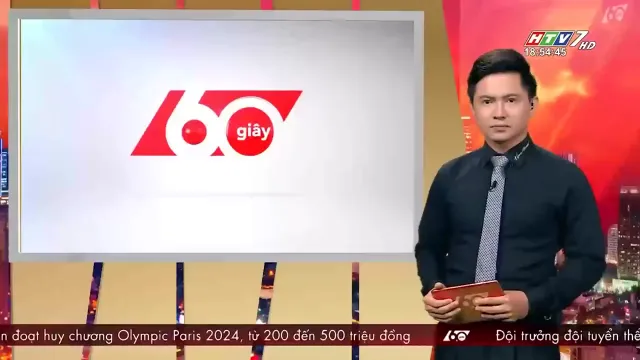 HTV7 HD
18:54:45
60 giây
n đoạt huy chương Olympic Paris 2024, từ 200 đến 500 triệu đồng
60
Đội trưởng đội tuyển thể